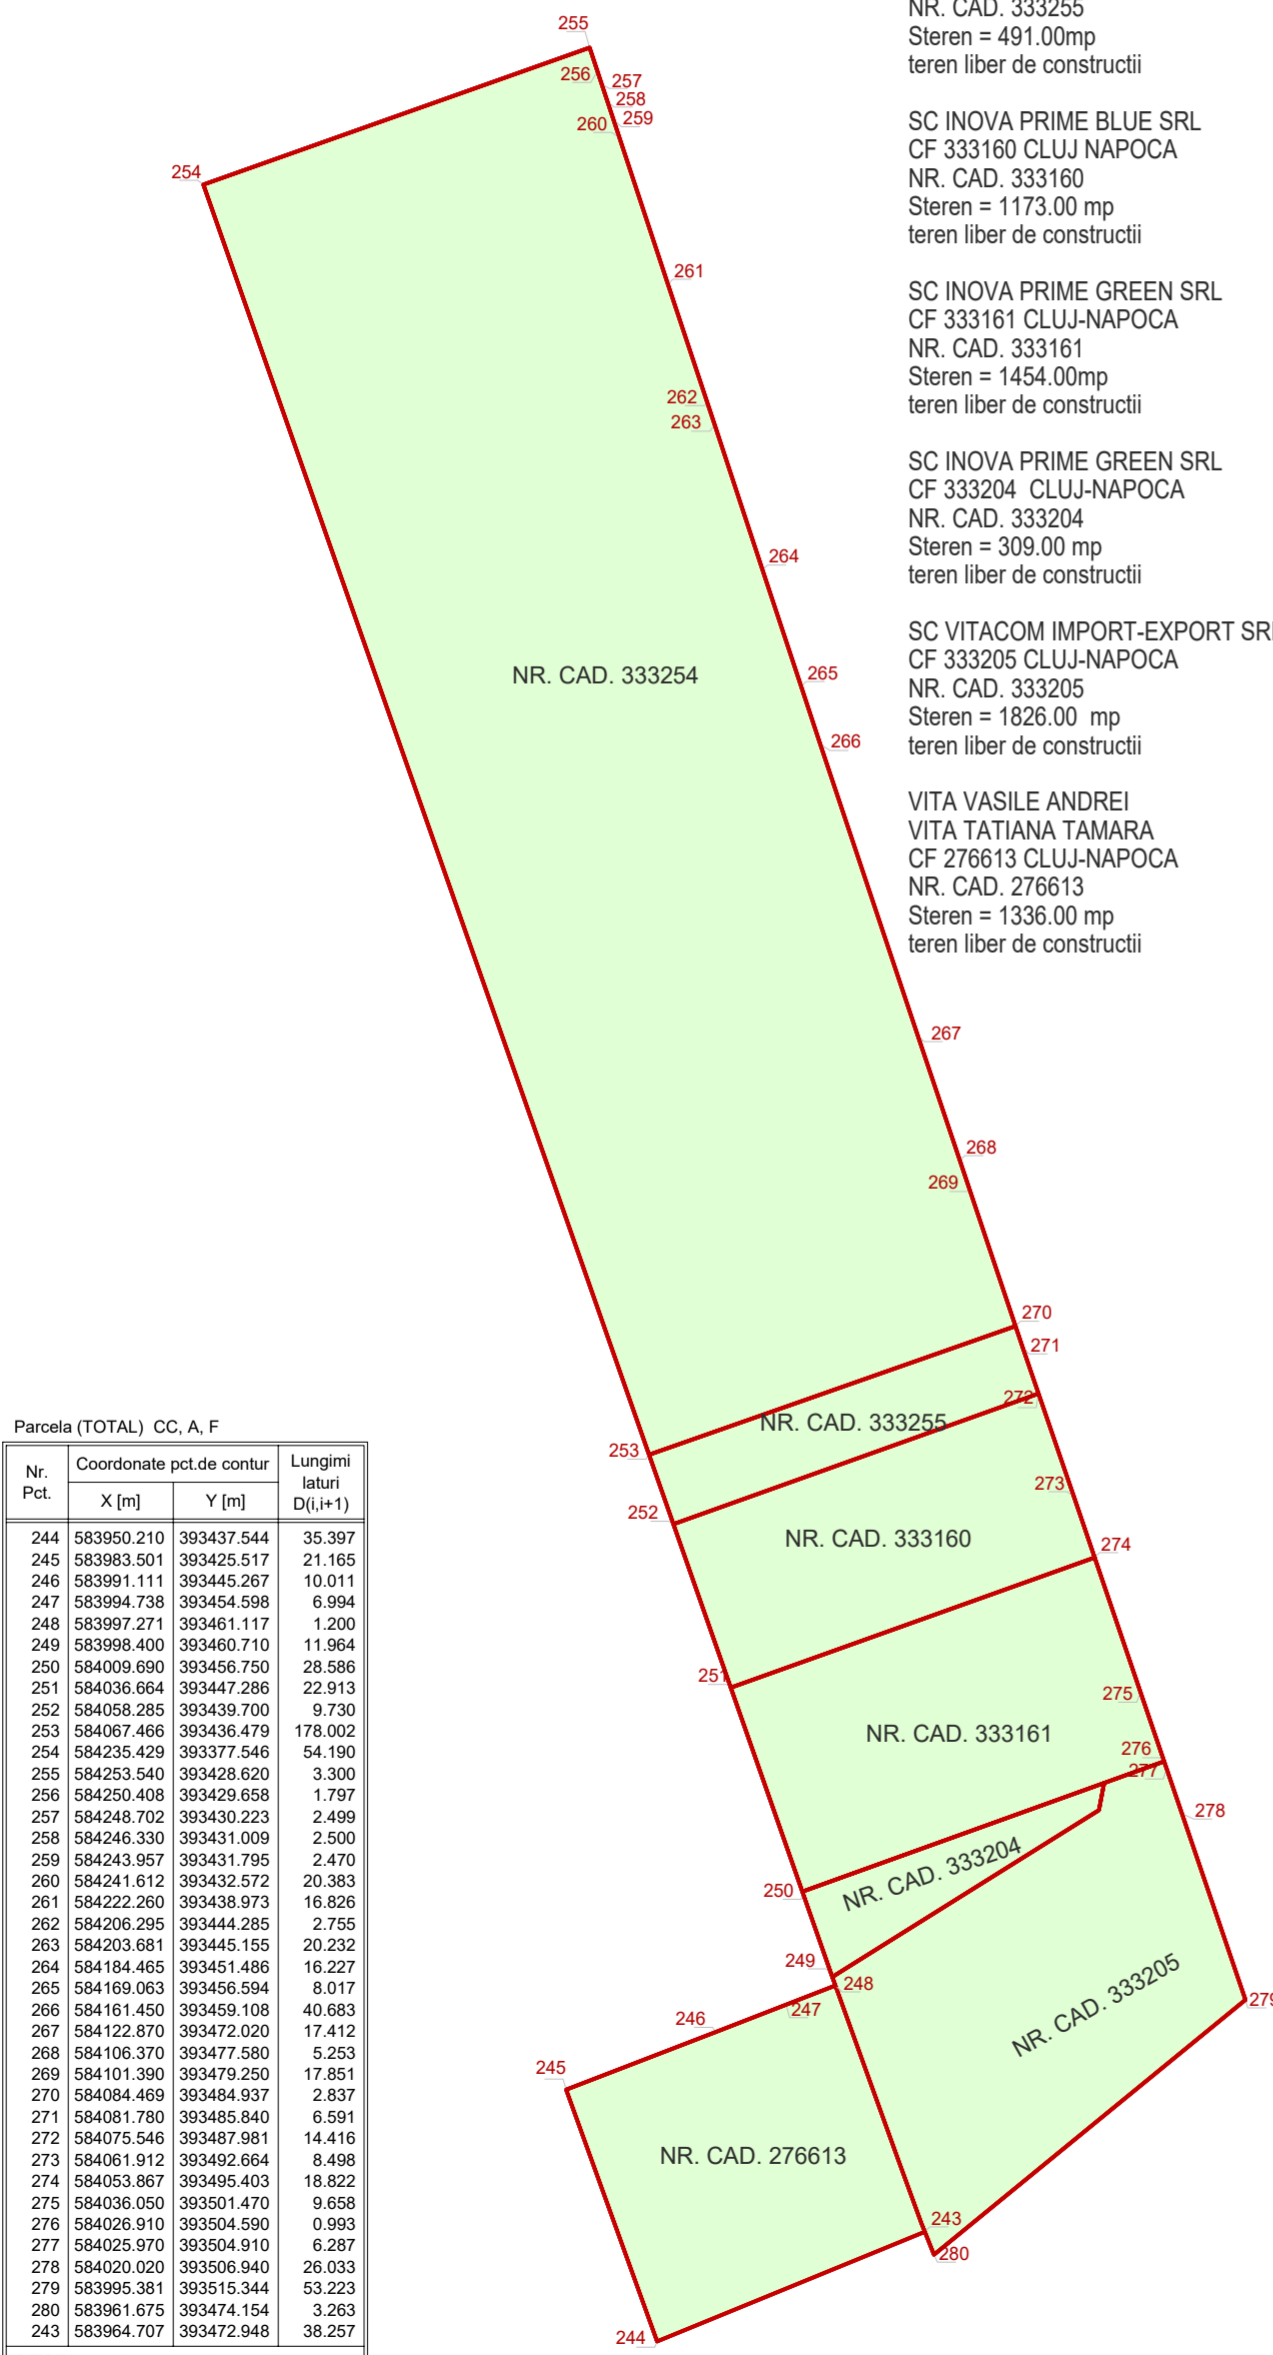 NR. CAD. 333255
Steren = 491.00mp
teren liber de constructii
SC INOVA PRIME BLUE SRL
CF 333160 CLUJ NAPOCA
NR. CAD. 333160
Steren = 1173.00 mp
teren liber de constructii
SC INOVA PRIME GREEN SRL
CF 333161 CLUJ-NAPOCA
NR. CAD. 333161
Steren = 1454.00mp
teren liber de constructii
SC INOVA PRIME GREEN SRL
CF 333204 CLUJ-NAPOCA
NR. CAD. 333204
Steren = 309.00 mp
teren liber de constructii
SC VITACOM IMPORT-EXPORT SRL
CF 333205 CLUJ-NAPOCA
NR. CAD. 333205
Steren = 1826.00 mp
teren liber de constructii
VITA VASILE ANDREI
VITA TATIANA TAMARA
CF 276613 CLUJ-NAPOCA
NR. CAD. 276613
Steren = 1336.00 mp
teren liber de constructii
255
256
257
258
259
260
254
261
262
263
264
NR. CAD. 333254
265
266
267
268
269
270
271
272
NR. CAD. 333255
253
252
273
NR. CAD. 333160
274
251
275
NR. CAD. 333161
276
277
278
NR. CAD. 333204
250
249
248
247
246
NR. CAD. 333205
279
245
NR. CAD. 276613
243
280
244
Parcela (TOTAL) CC, A, F
Nr. Pct. Coordonate pct.de contur Lungimi laturi D(i,i+1)
X [m] Y [m]
244 583950.210 393437.544 35.397
245 583983.501 393425.517 21.165
246 583991.111 393445.267 10.011
247 583994.738 393454.598 6.994
248 583997.271 393461.117 1.200
249 583998.400 393460.710 11.964
250 584009.690 393456.750 28.586
251 584036.664 393447.286 22.913
252 584058.285 393439.700 9.730
253 584067.466 393436.479 178.002
254 584235.429 393377.546 54.190
255 584253.540 393428.620 3.300
256 584250.408 393429.658 1.797
257 584248.702 393430.223 2.499
258 584246.330 393431.009 2.500
259 584243.957 393431.795 2.470
260 584241.612 393432.572 20.383
261 584222.260 393438.973 16.826
262 584206.295 393444.285 2.755
263 584203.681 393445.155 20.232
264 584184.465 393451.486 16.227
265 584169.063 393456.594 8.017
266 584161.450 393459.108 40.683
267 584122.870 393472.020 17.412
268 584106.370 393477.580 5.253
269 584101.390 393479.250 17.851
270 584084.469 393484.937 2.837
271 584081.780 393485.840 6.591
272 584075.546 393487.981 14.416
273 584061.912 393492.664 8.498
274 584053.867 393495.403 18.822
275 584036.050 393501.470 9.658
276 584026.910 393504.590 0.993
277 584025.970 393504.910 6.287
278 584020.020 393506.940 26.033
279 583995.381 393515.344 53.223
280 583961.675 393474.154 3.263
243 583964.707 393472.948 38.257